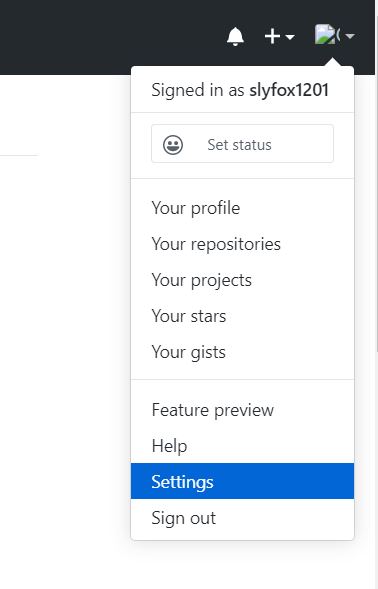 Signed in as slyfox1201
Set status
Your profile
Your repositories
Your projects
Your stars
Your gists
Feature preview
Help
Settings
Sign out